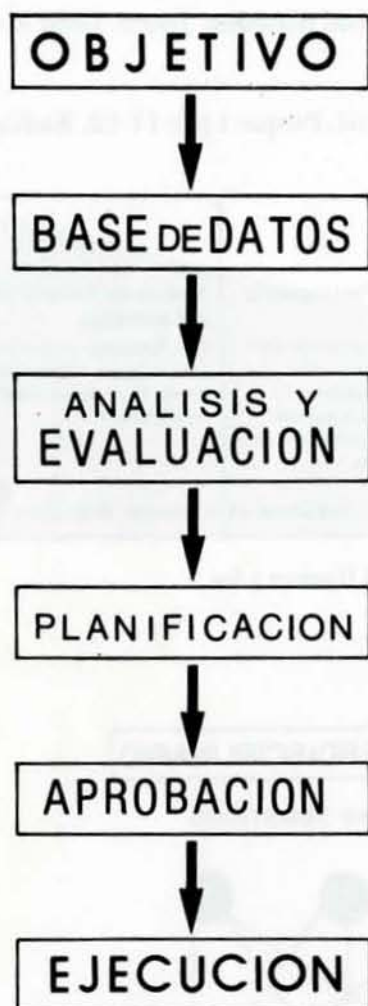 OBJETIVO
BASE DE DATOS
ANALISIS Y
EVALUACION
PLANIFICACION
APROBACION
EJECUCION